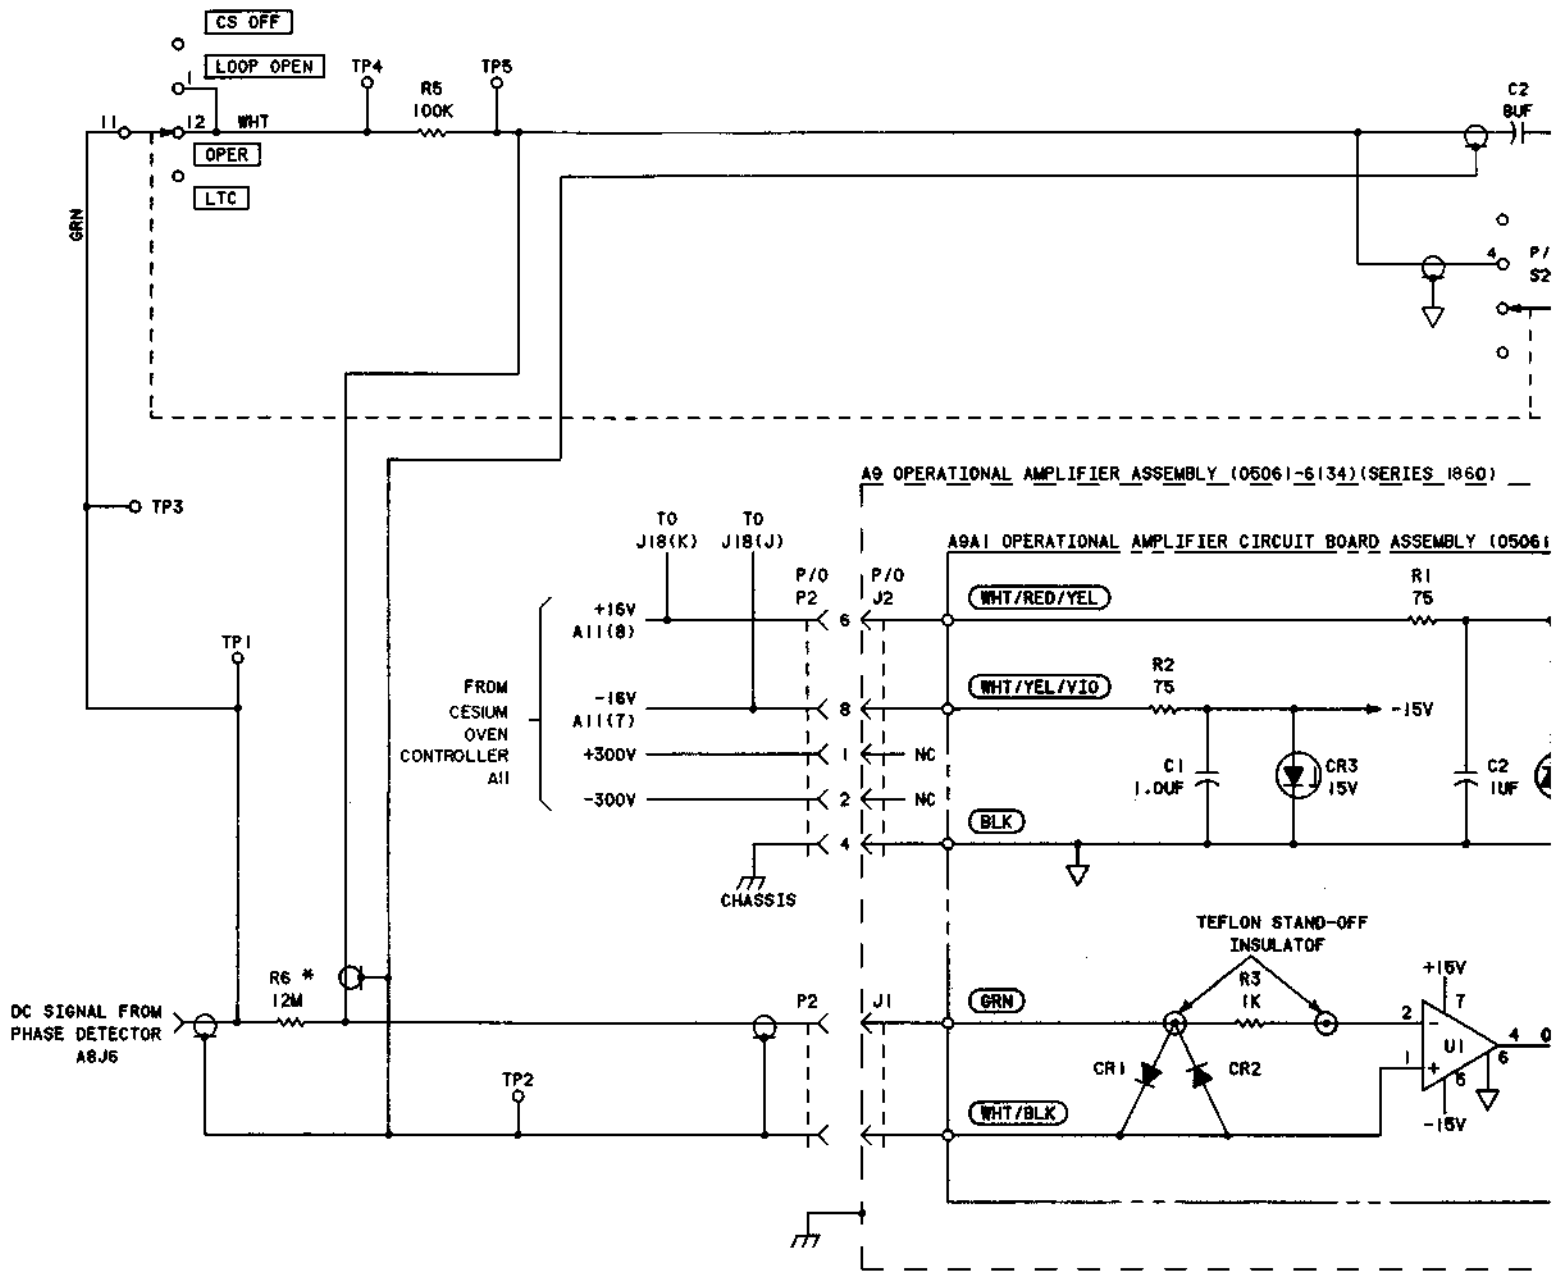 CS OFF
LOOP OPEN
TP4
TP5
R5
100K
C2
8UF
1
11
12
WHT
OPER
LTC
GRN
4
P/
S2
A9 OPERATIONAL AMPLIFIER ASSEMBLY (05061-6134)(SERIES 1860)
TP3
TO
J18(K)
TO
J18(J)
A9A1 OPERATIONAL AMPLIFIER CIRCUIT BOARD ASSEMBLY (05061
P/O
P2
P/O
J2
WHT/RED/YEL
R1
75
+16V
A11(8)
6
TP1
FROM
CESIUM
OVEN
CONTROLLER
A11
-16V
A11(7)
8
WHT/YEL/VIO
R2
75
-15V
+300V
1
NC
-300V
2
NC
C1
1.0UF
CR3
15V
C2
1UF
BLK
4
CHASSIS
TEFLON STAND-OFF
INSULATOF
R6 *
12M
R3
1K
+15V
7
DC SIGNAL FROM
PHASE DETECTOR
A8J6
P2
J1
GRN
2
-
U1
4
O
1
+
6
6
CR1
CR2
TP2
WHT/BLK
-15V